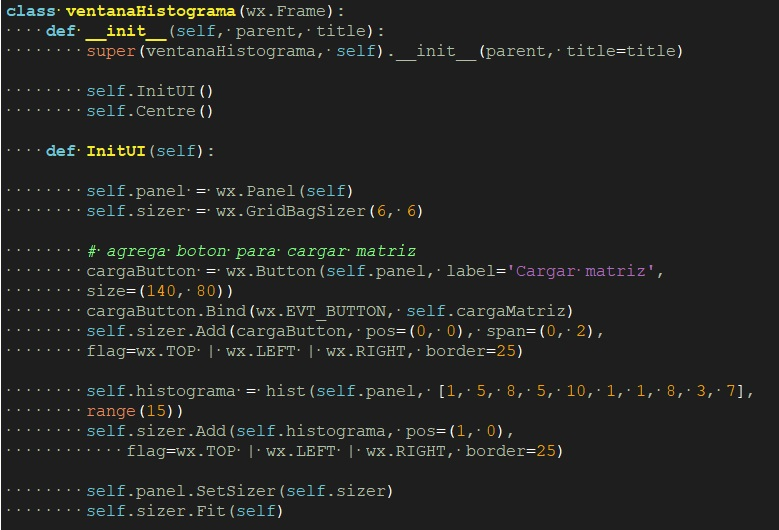 class ventanaHistograma(wx.Frame):
    def __init__(self, parent, title):
        super(ventanaHistograma, self).__init__(parent, title=title)

        self.InitUI()
        self.Centre()

    def InitUI(self):

        self.panel = wx.Panel(self)
        self.sizer = wx.GridBagSizer(6, 6)

        # agrega boton para cargar matriz
        cargaButton = wx.Button(self.panel, label='Cargar matriz',
        size=(140, 80))
        cargaButton.Bind(wx.EVT_BUTTON, self.cargaMatriz)
        self.sizer.Add(cargaButton, pos=(0, 0), span=(0, 2),
        flag=wx.TOP | wx.LEFT | wx.RIGHT, border=25)

        self.histograma = hist(self.panel, [1, 5, 8, 5, 10, 1, 1, 8, 3, 7],
        range(15))
        self.sizer.Add(self.histograma, pos=(1, 0),
            flag=wx.TOP | wx.LEFT | wx.RIGHT, border=25)

        self.panel.SetSizer(self.sizer)
        self.sizer.Fit(self)